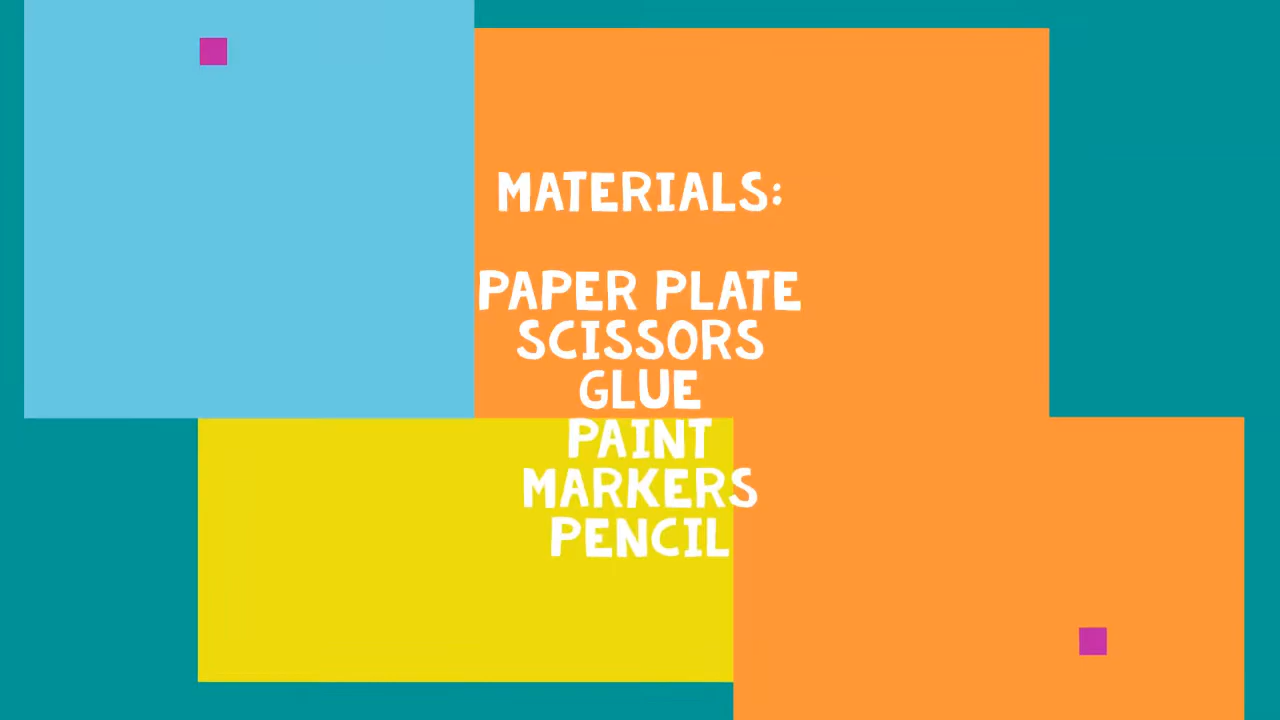 MATERIALS:
PAPER PLATE
SCISSORS
GLUE
PAINT
MARKERS
PENCIL